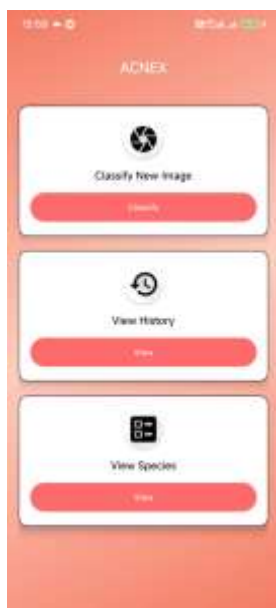 ACNEX
Classify New Image
Classify
View History
View
View Species
View